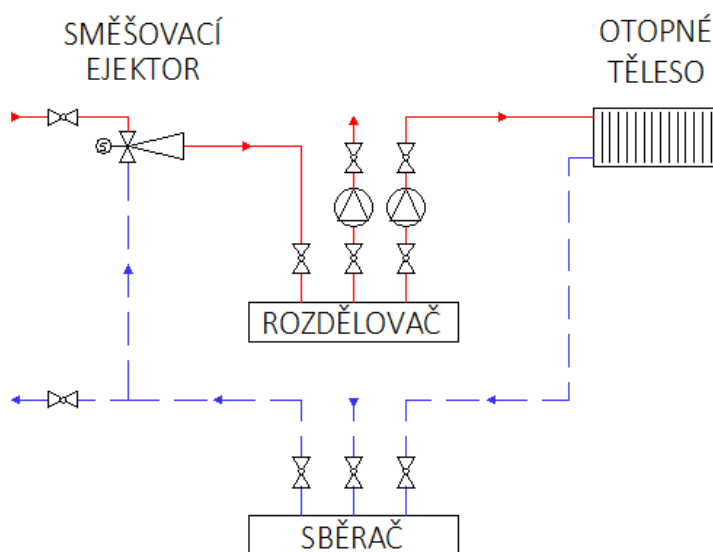 SMĚŠOVACÍ
EJEKTOR
OTOPNÉ
TĚLESO
S
ROZDĚLOVAČ
SBĚRAČ